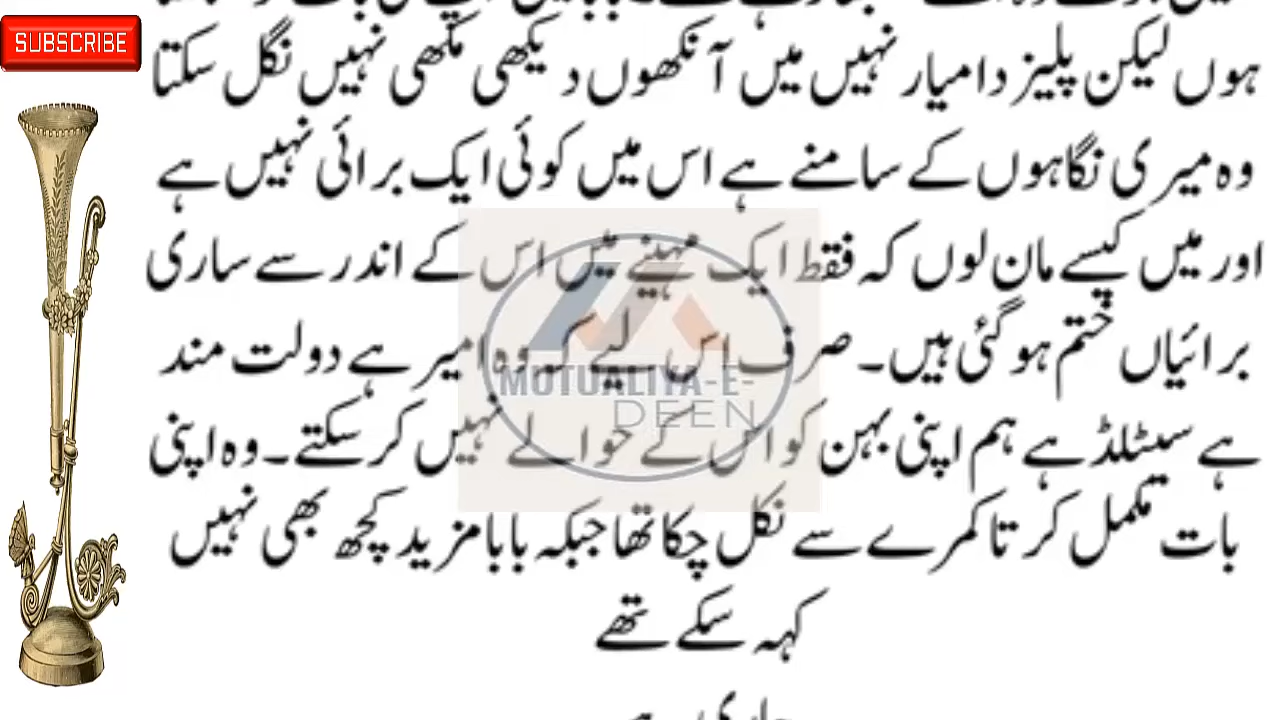 SUBSCRIBE
ہوں لیکن پلیز دامیار نہیں میں آنکھوں دیکھی مکھی نہیں نگل سکتا
وہ میری نگاہوں کے سامنے ہے اس میں کوئی ایک برائی نہیں ہے
اور میں کیسے مان لوں کہ فقط ایک مہینے میں اس کے اندر سے ساری
برائیاں ختم ہو گئی ہیں۔ صرف اس لیے کہ وہ امیر ہے دولت مند
ہے سیٹلڈ ہے ہم اپنی بہن کو اس کے حوالے نہیں کر سکتے۔ وہ اپنی
بات مکمل کرتا کمرے سے نکل چکا تھا جبکہ بابا مزید کچھ بھی نہیں
کہہ سکے تھے
MUTUALIYA-E-
DEEN